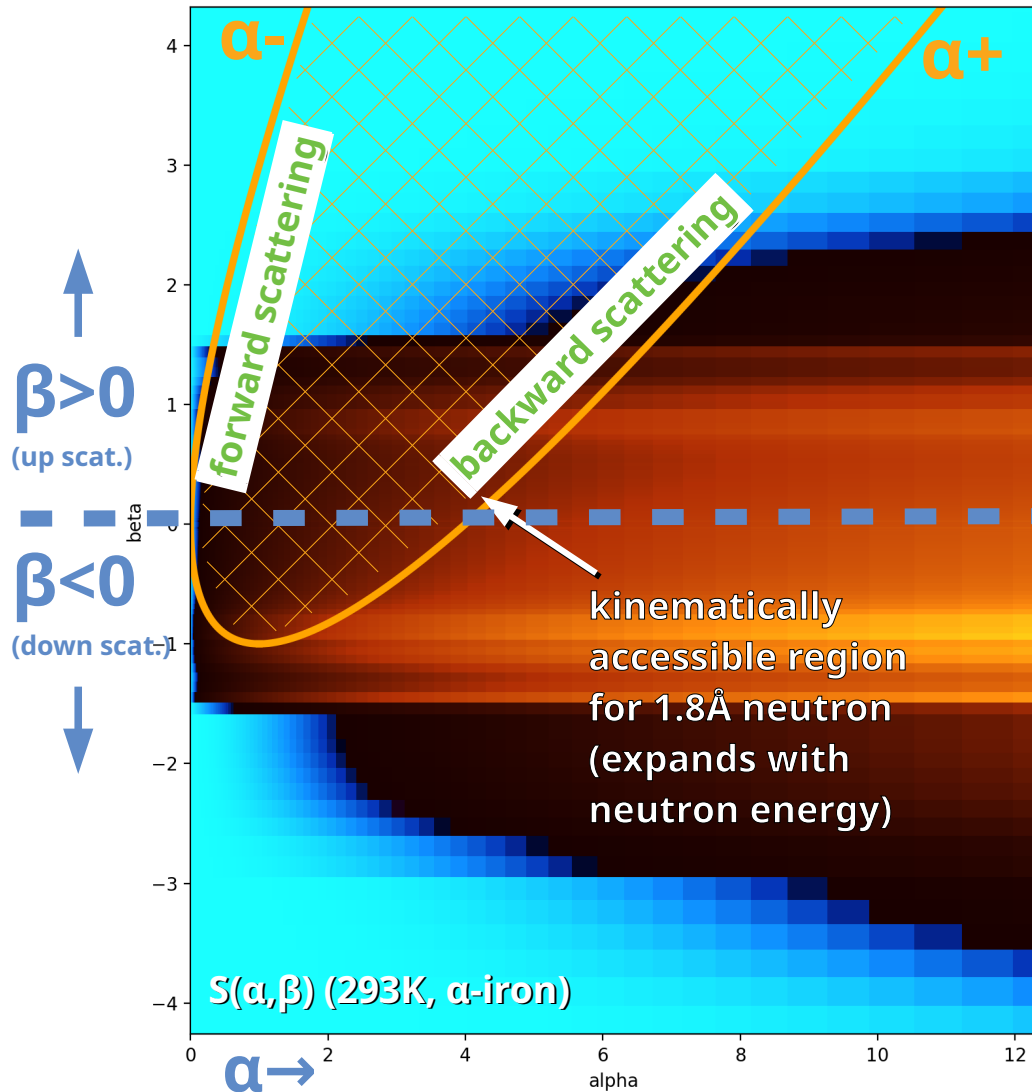 α-
α+
4
3
2
1
0
−1
−2
−3
−4
forward scattering
backward scattering
β>0
(up scat.)
beta
β<0
(down scat.)
kinematically
accessible region
for 1.8Å neutron
(expands with
neutron energy)
S(α,β) (293K, α-iron)
0
2
4
6
8
10
12
α→
alpha